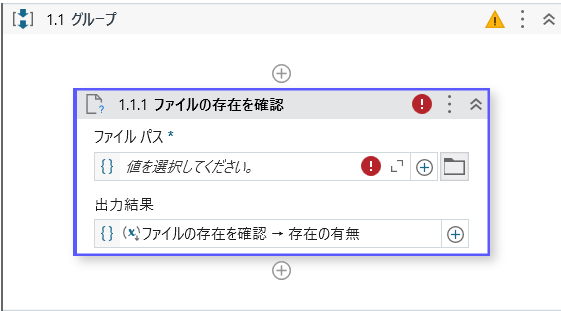 1.1 グループ
1.1.1 ファイルの存在を確認
ファイル パス *
{} 値を選択してください。
出力結果
{} (x) ファイルの存在を確認 → 存在の有無